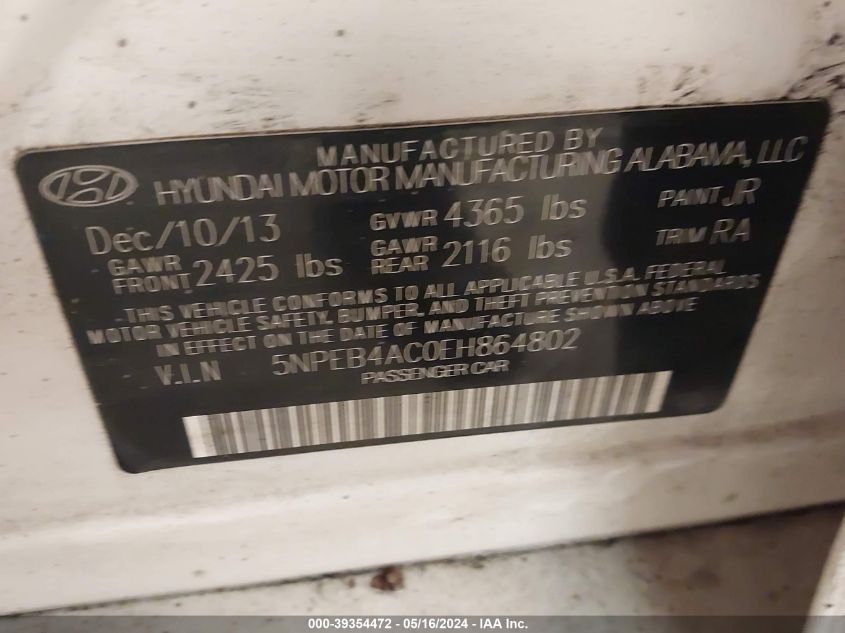 MANUFACTURED BY
HYUNDAI MOTOR MANUFACTURING ALABAMA, LLC
Dec/10/13 GVWR 4365 lbs PAINT JR
GAWR FRONT 2425 lbs GAWR REAR 2116 lbs TRIM RA
THIS VEHICLE CONFORMS TO ALL APPLICABLE U.S.A. FEDERAL
MOTOR VEHICLE SAFETY, BUMPER, AND THEFT PREVENTION STANDARDS
IN EFFECT ON THE DATE OF MANUFACTURE SHOWN ABOVE
V.I.N 5NPEB4AC0EH864802
PASSENGER CAR
000-39354472 - 05/16/2024 - IAA Inc.